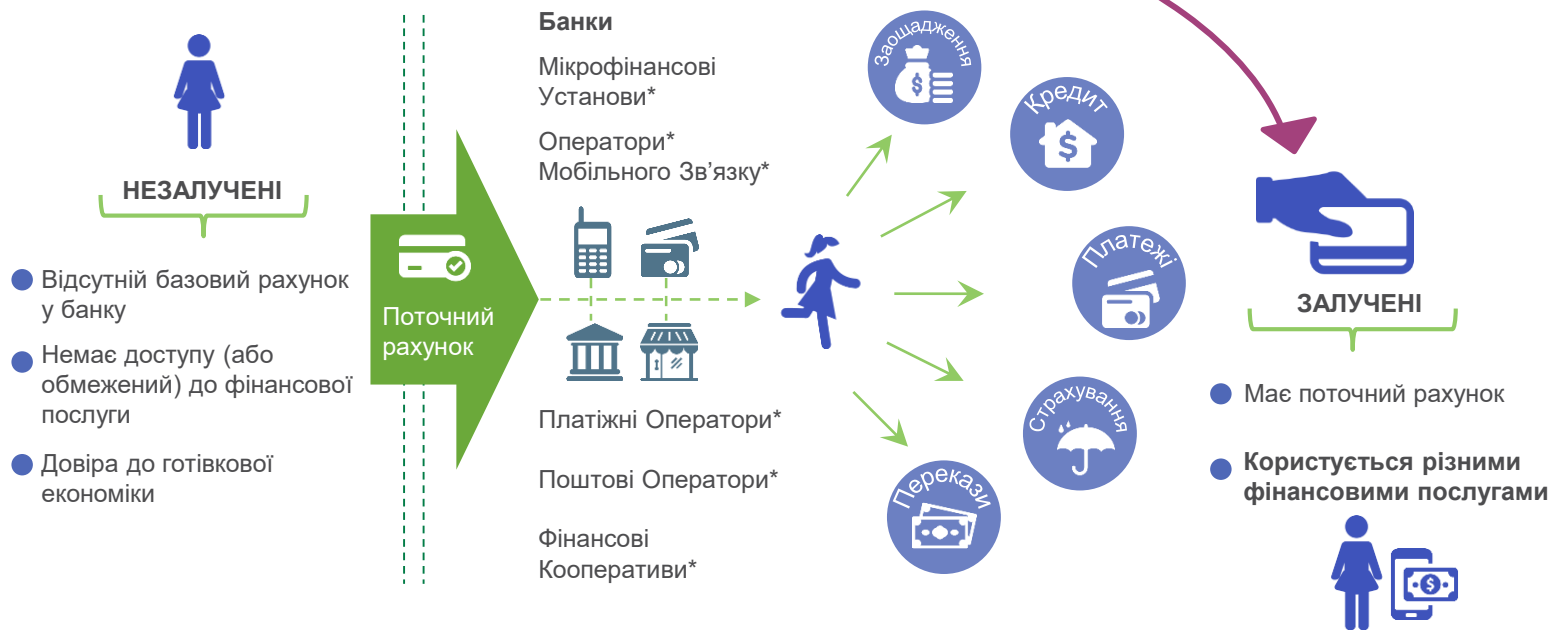 НЕЗАЛУЧЕНІ
Відсутній базовий рахунок
у банку
Немає доступу (або
обмежений) до фінансової
послуги
Довіра до готівкової
економіки
Поточний
рахунок
Банки
Мікрофінансові
Установи*
Оператори*
Мобільного Зв’язку*
Платіжні Оператори*
Поштові Оператори*
Фінансові
Кооперативи*
Заощадження
$
Кредит
$
Платежі
Страхування
Перекази
ЗАЛУЧЕНІ
Має поточний рахунок
Користується різними
фінансовими послугами
$